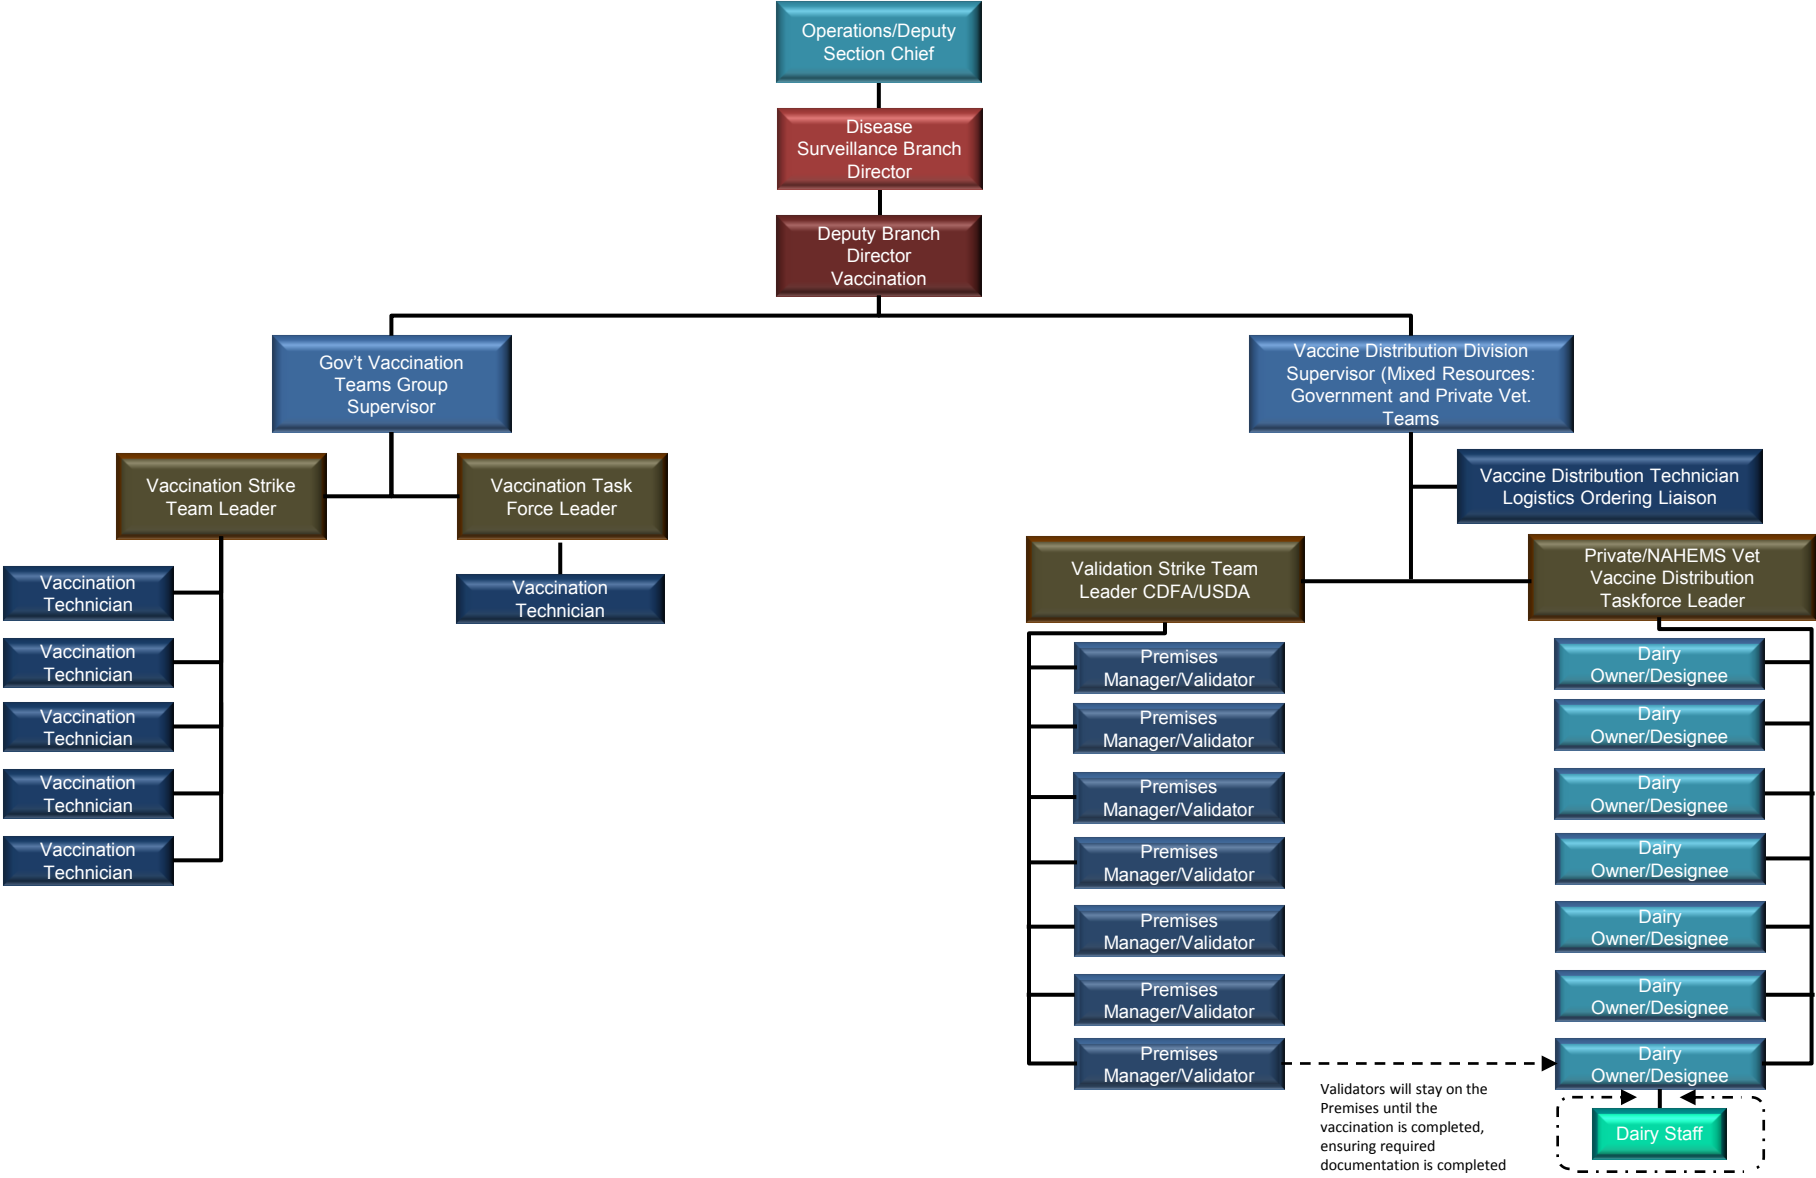 Operations/Deputy
Section Chief
Disease
Surveillance Branch
Director
Deputy Branch
Director
Vaccination
Gov’t Vaccination
Teams Group
Supervisor
Vaccine Distribution Division
Supervisor (Mixed Resources:
Government and Private Vet.
Teams
Vaccination Strike
Team Leader
Vaccination Task
Force Leader
Vaccine Distribution Technician
Logistics Ordering Liaison
Validation Strike Team
Leader CDFA/USDA
Private/NAHEMS Vet
Vaccine Distribution
Taskforce Leader
Vaccination
Technician
Vaccination
Technician
Vaccination
Technician
Vaccination
Technician
Vaccination
Technician
Vaccination
Technician
Premises
Manager/Validator
Premises
Manager/Validator
Premises
Manager/Validator
Premises
Manager/Validator
Premises
Manager/Validator
Premises
Manager/Validator
Premises
Manager/Validator
Dairy
Owner/Designee
Dairy
Owner/Designee
Dairy
Owner/Designee
Dairy
Owner/Designee
Dairy
Owner/Designee
Dairy
Owner/Designee
Dairy
Owner/Designee
Validators will stay on the
Premises until the
vaccination is completed,
ensuring required
documentation is completed
Dairy Staff